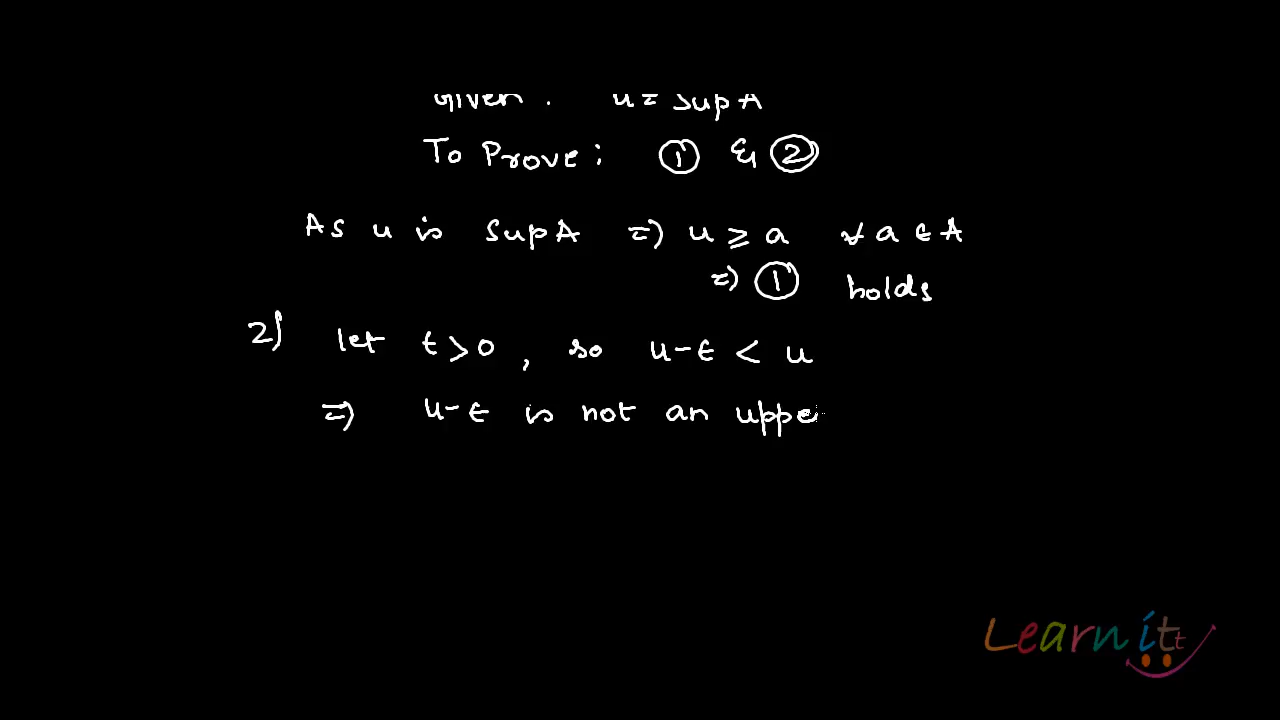 Given : u = Sup A
To Prove : ① & ②
As u is Sup A => u ≥ a ∀ a ∈ A
=> ① holds
2) let ε > 0 , so u - ε < u
=> u - ε is not an uppe
Learnitt